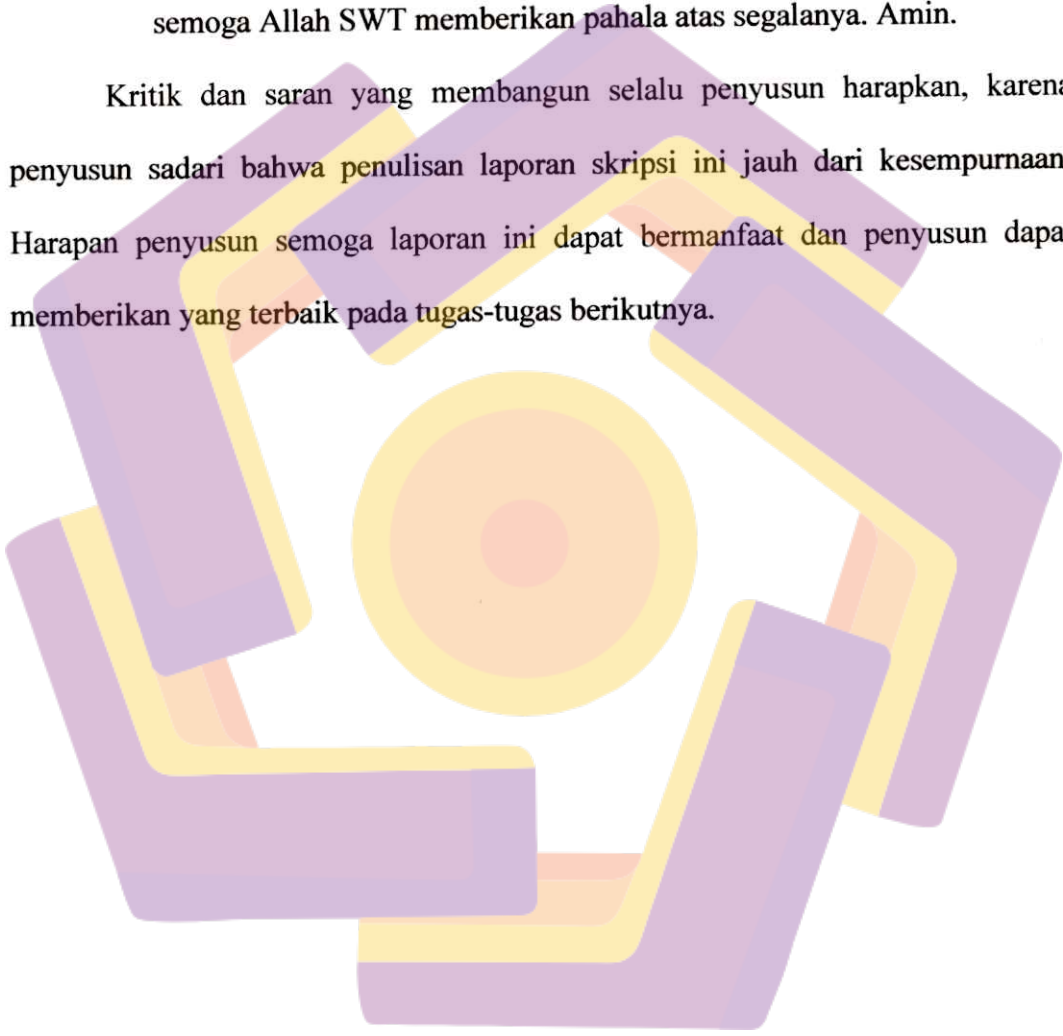 semoga Allah SWT memberikan pahala atas segalanya. Amin.
Kritik dan saran yang membangun selalu penyusun harapkan, karena
penyusun sadari bahwa penulisan laporan skripsi ini jauh dari kesempurnaan
Harapan penyusun semoga laporan ini dapat bermanfaat dan penyusun dapa
memberikan yang terbaik pada tugas-tugas berikutnya.